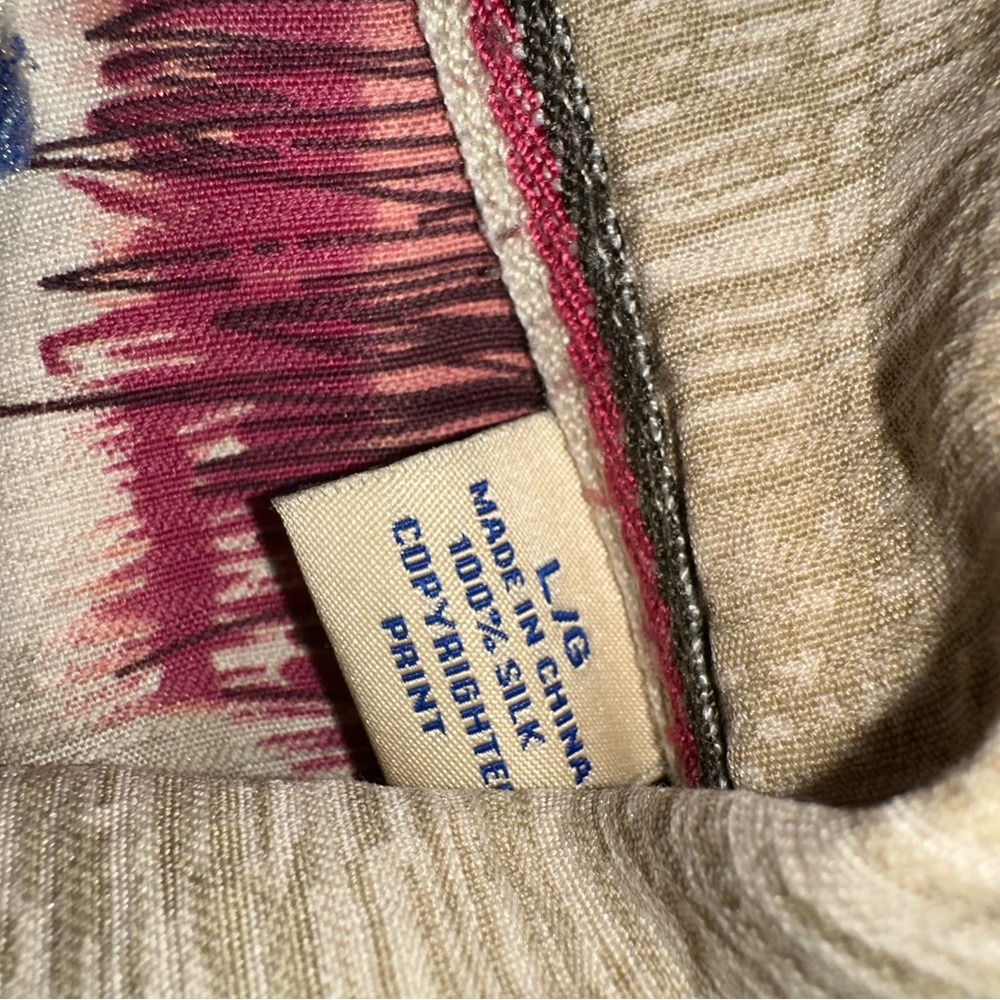 L/G
MADE IN CHINA
100% SILK
COPYRIGHTED
PRINT